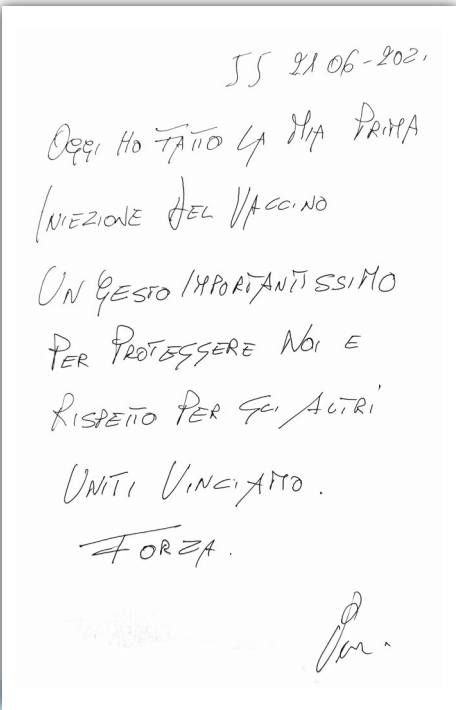 SS 21 06-2021
OGGI HO FATTO LA MIA PRIMA
INIEZIONE DEL VACCINO
UN GESTO IMPORTANTISSIMO
PER PROTEGGERE NOI E
RISPETTO PER GLI ALTRI
UNITI VINCIAMO.
FORZA.